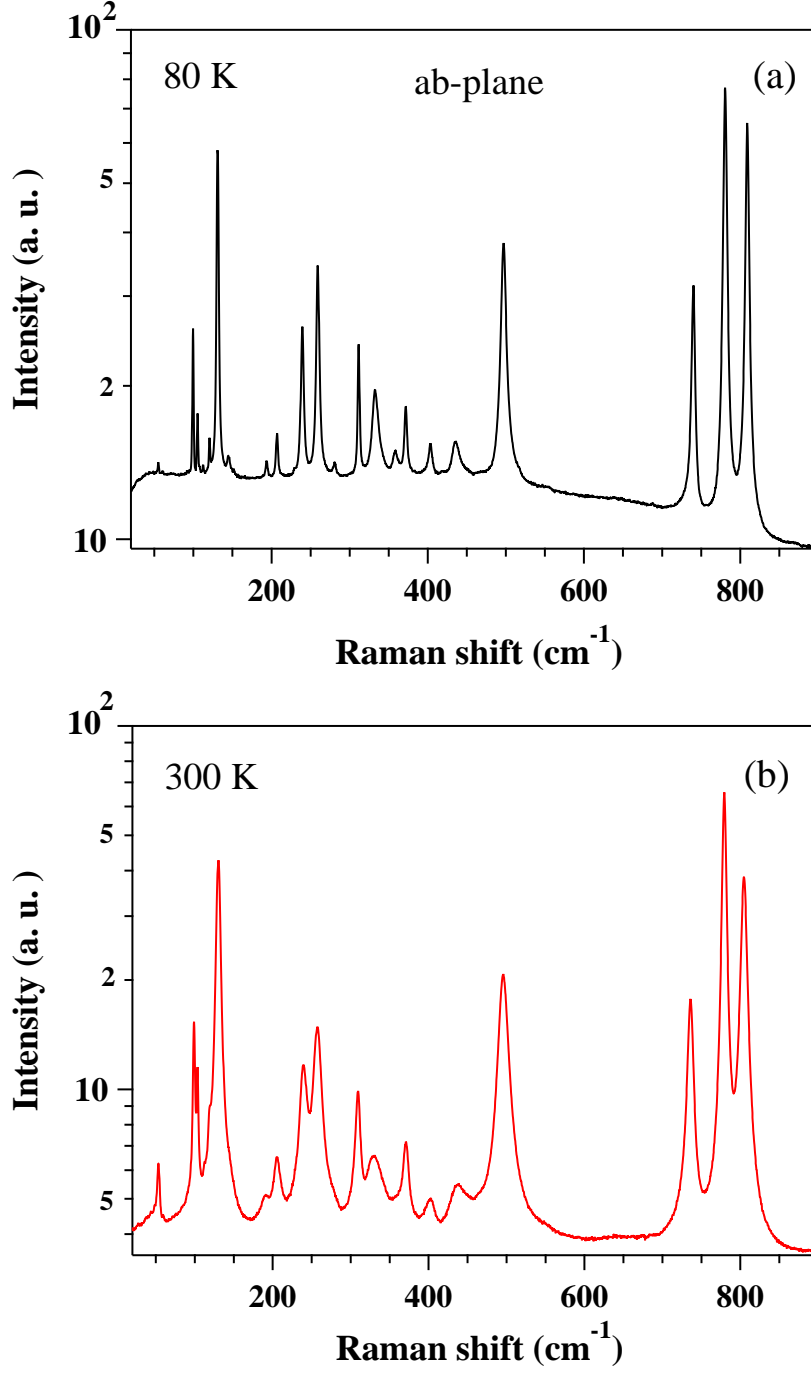 10²
80 K
ab-plane
(a)
5
2
10
Intensity (a. u. )
200
400
600
800
Raman shift (cm⁻¹)
10²
300 K
(b)
5
2
10
5
Intensity (a. u. )
200
400
600
800
Raman shift (cm⁻¹)